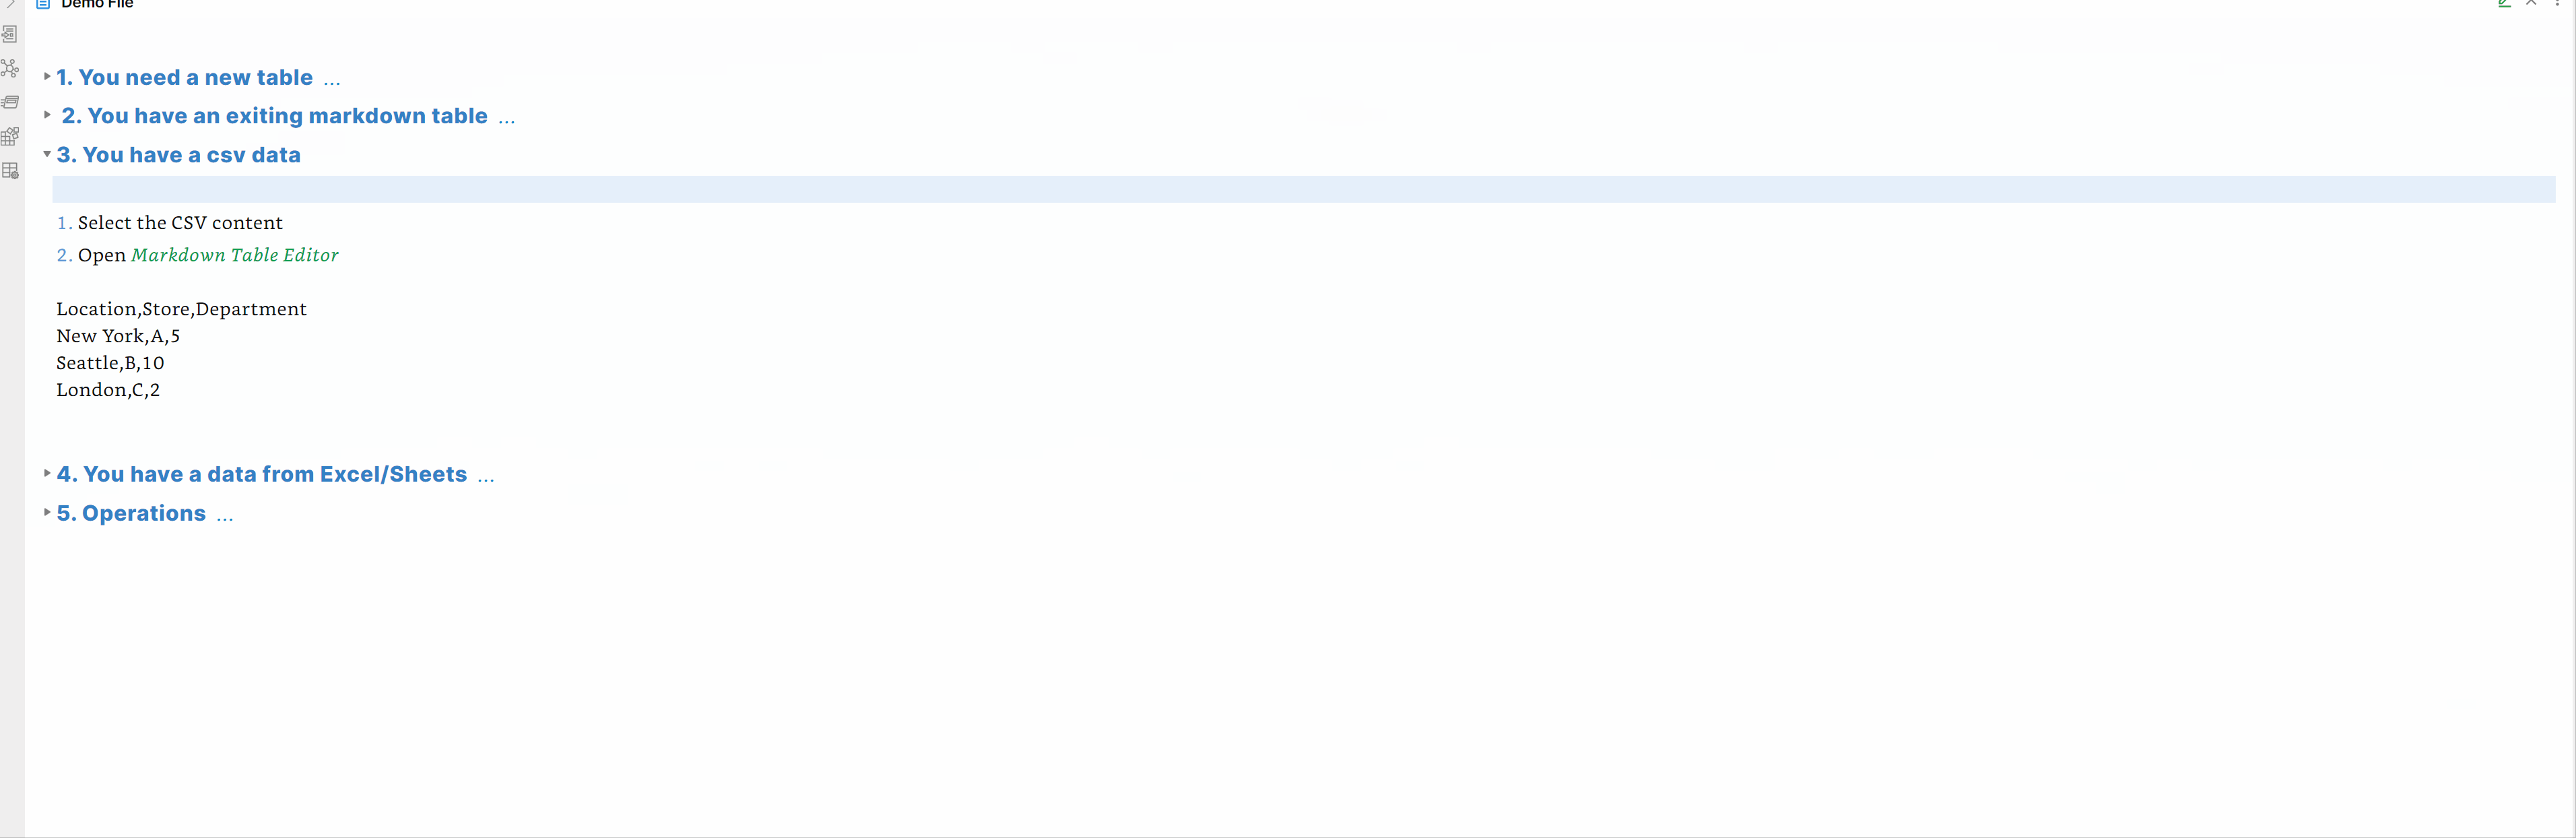 Demo File
1. You need a new table ...
2. You have an exiting markdown table ...
3. You have a csv data
1. Select the CSV content
2. Open Markdown Table Editor
Location,Store,Department
New York,A,5
Seattle,B,10
London,C,2
4. You have a data from Excel/Sheets ...
5. Operations ...